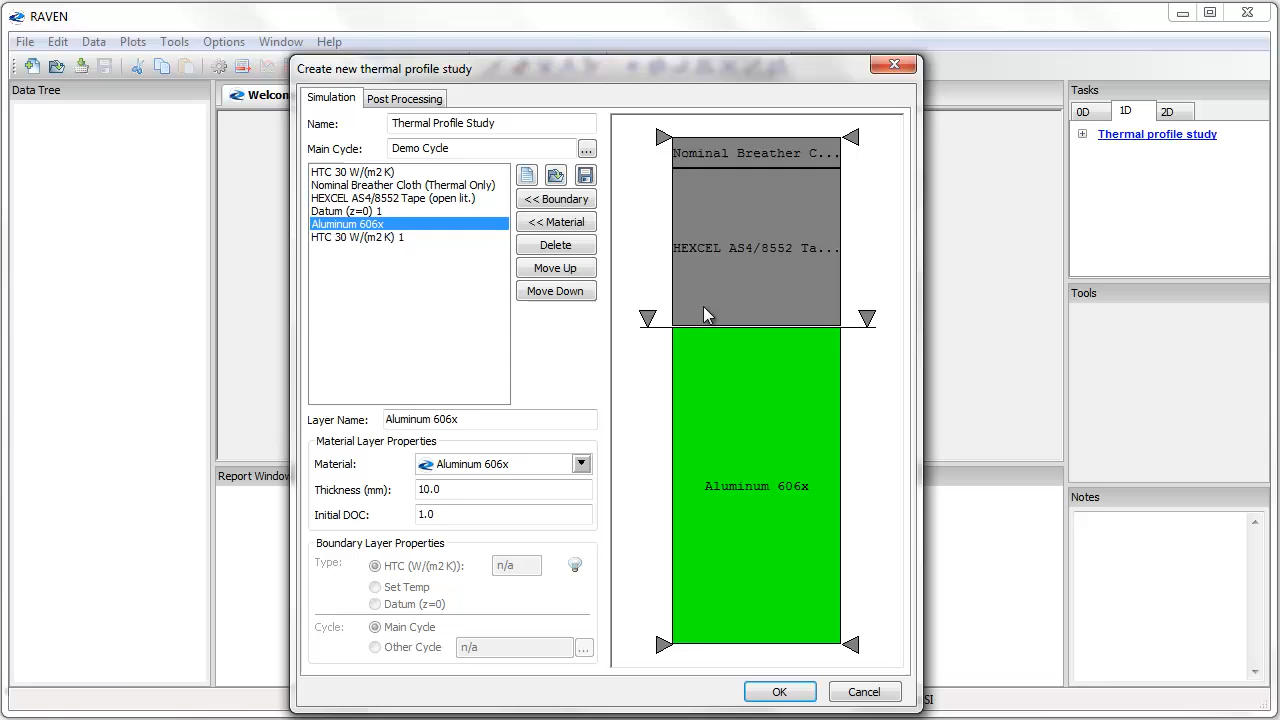 RAVEN
File Edit Data Plots Tools Options Window Help
Data Tree
Welcom
Report Window
Create new thermal profile study
Simulation Post Processing
Name: Thermal Profile Study
Main Cycle: Demo Cycle ...
HTC 30 W/(m2 K)
Nominal Breather Cloth (Thermal Only)
HEXCEL AS4/8552 Tape (open lit.)
Datum (z=0) 1
Aluminum 606x
HTC 30 W/(m2 K) 1
<< Boundary
<< Material
Delete
Move Up
Move Down
Layer Name: Aluminum 606x
Material Layer Properties
Material: Aluminum 606x
Thickness (mm): 10.0
Initial DOC: 1.0
Boundary Layer Properties
Type: HTC (W/(m2 K)): n/a
Set Temp
Datum (z=0)
Cycle: Main Cycle
Other Cycle n/a ...
Nominal Breather C...
HEXCEL AS4/8552 Ta...
Aluminum 606x
OK Cancel
Tasks
0D 1D 2D
Thermal profile study
Tools
Notes
SI